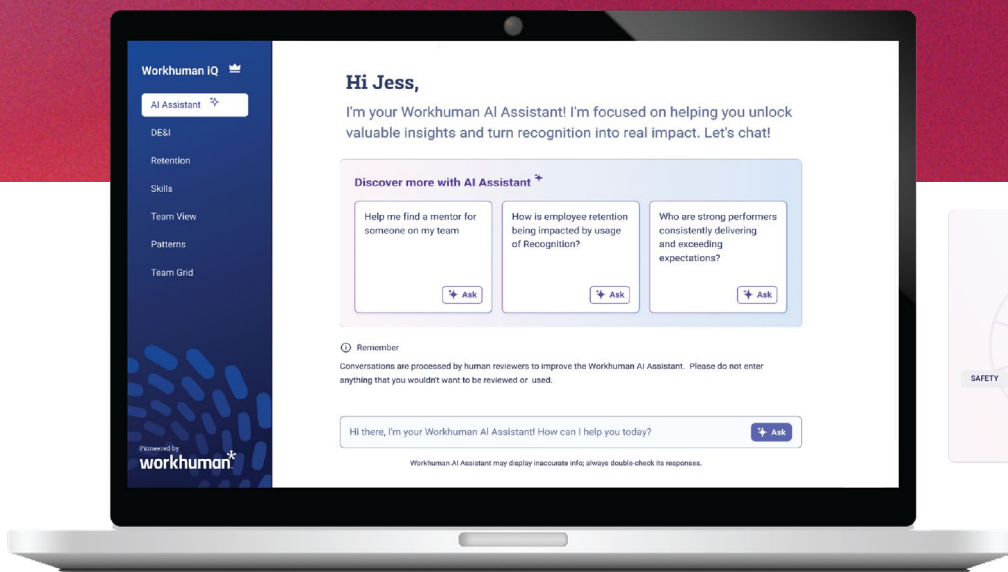 Workhuman iQ
AI Assistant
DE&I
Retention
Skills
Team View
Patterns
Team Grid
Pioneered by
workhuman*
Hi Jess,
I'm your Workhuman AI Assistant! I'm focused on helping you unlock
valuable insights and turn recognition into real impact. Let's chat!
Discover more with AI Assistant
Help me find a mentor for
someone on my team
Ask
How is employee retention
being impacted by usage
of Recognition?
Ask
Who are strong performers
consistently delivering
and exceeding
expectations?
Ask
Remember
Conversations are processed by human reviewers to improve the Workhuman AI Assistant. Please do not enter
anything that you wouldn't want to be reviewed or used.
Hi there, I'm your Workhuman AI Assistant! How can I help you today?
Ask
Workhuman AI Assistant may display inaccurate info; always double-check its responses.
SAFETY